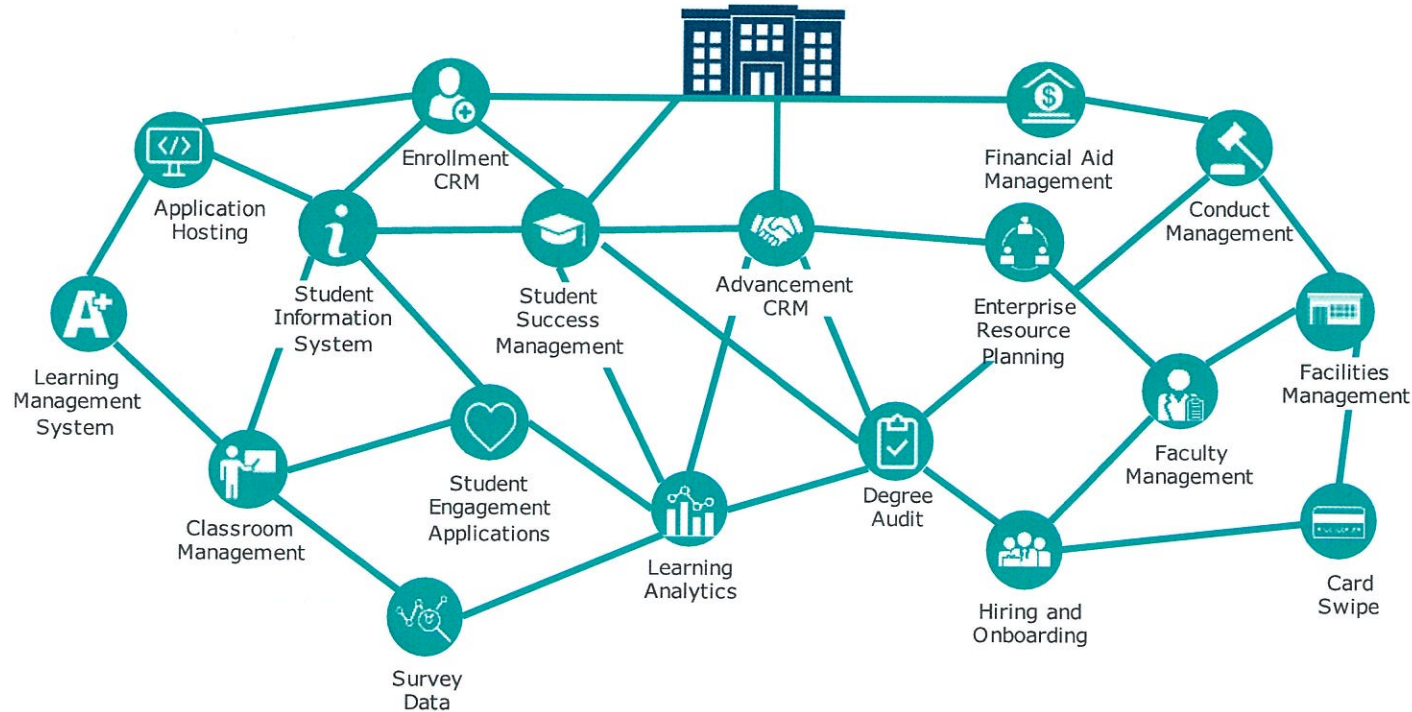 Enrollment
CRM
Financial Aid
Management
Application
Hosting
Conduct
Management
Student
Information
System
Student
Success
Management
Advancement
CRM
Enterprise
Resource
Planning
Learning
Management
System
Facilities
Management
Classroom
Management
Student
Engagement
Applications
Faculty
Management
Degree
Audit
Learning
Analytics
Hiring and
Onboarding
Card
Swipe
Survey
Data